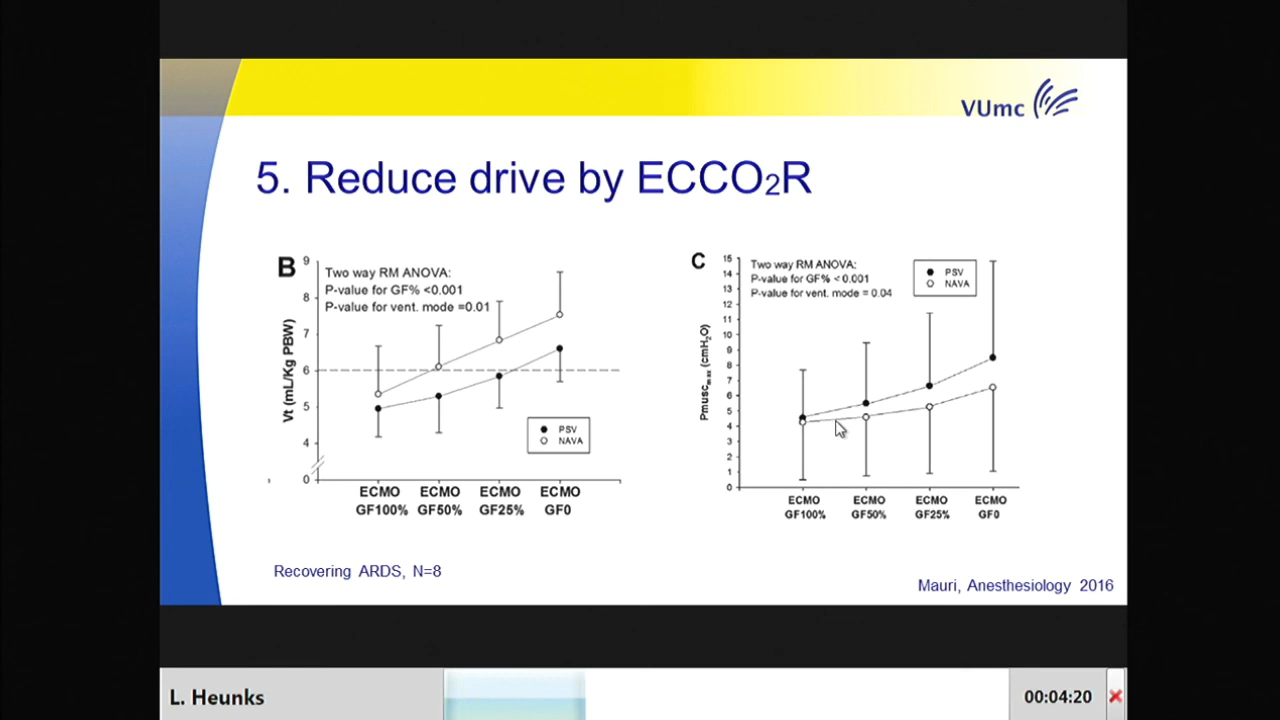 VUmc
5. Reduce drive by ECCO₂R
B
Two way RM ANOVA:
P-value for GF% <0.001
P-value for vent. mode =0.01
Vt (mL/Kg PBW)
9
8
7
6
5
4
0
PSV
NAVA
ECMO GF100%
ECMO GF50%
ECMO GF25%
ECMO GF0
C
Two way RM ANOVA:
P-value for GF% < 0.001
P-value for vent. mode = 0.04
PSV
NAVA
Pmusc max (cmH₂O)
15
14
13
12
11
10
9
8
7
6
5
4
3
2
1
0
ECMO GF100%
ECMO GF50%
ECMO GF25%
ECMO GF0
Recovering ARDS, N=8
Mauri, Anesthesiology 2016
L. Heunks
00:04:20